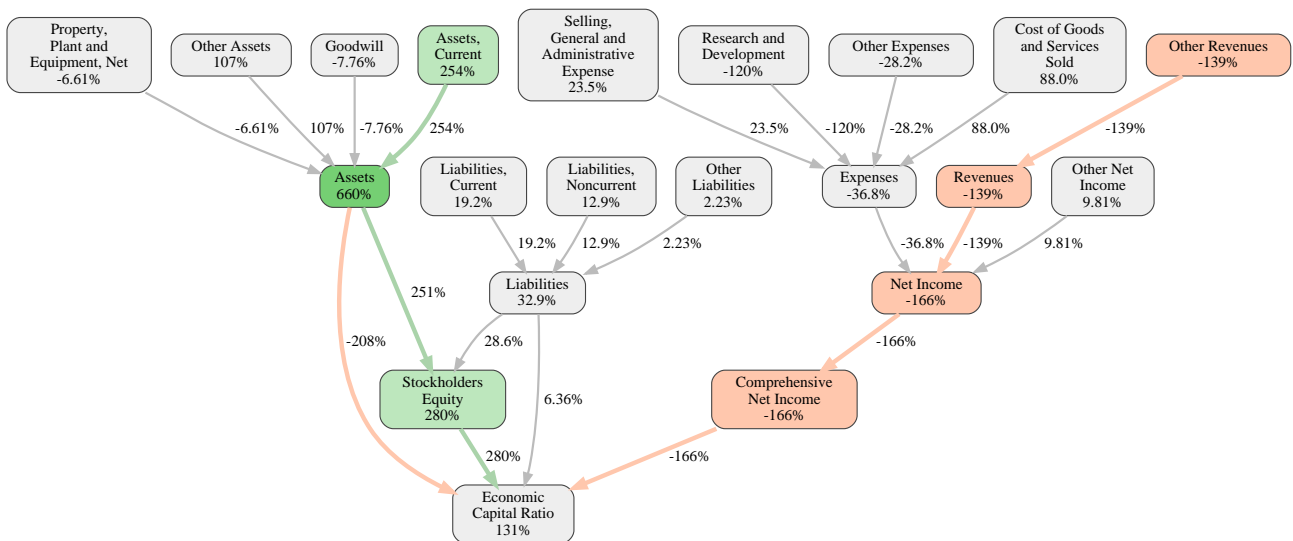 Property,
Plant and
Equipment, Net
-6.61%
Other Assets
107%
Goodwill
-7.76%
Assets,
Current
254%
Selling,
General and
Administrative
Expense
23.5%
Research and
Development
-120%
Other Expenses
-28.2%
Cost of Goods
and Services
Sold
88.0%
Other Revenues
-139%
-6.61%
107%
-7.76%
254%
23.5%
-120%
-28.2%
88.0%
-139%
Assets
660%
Liabilities,
Current
19.2%
Liabilities,
Noncurrent
12.9%
Other
Liabilities
2.23%
Expenses
-36.8%
Revenues
-139%
Other Net
Income
9.81%
19.2%
12.9%
2.23%
-36.8%
-139%
9.81%
Liabilities
32.9%
Net Income
-166%
251%
-208%
28.6%
-166%
Stockholders
Equity
280%
6.36%
Comprehensive
Net Income
-166%
280%
-166%
Economic
Capital Ratio
131%